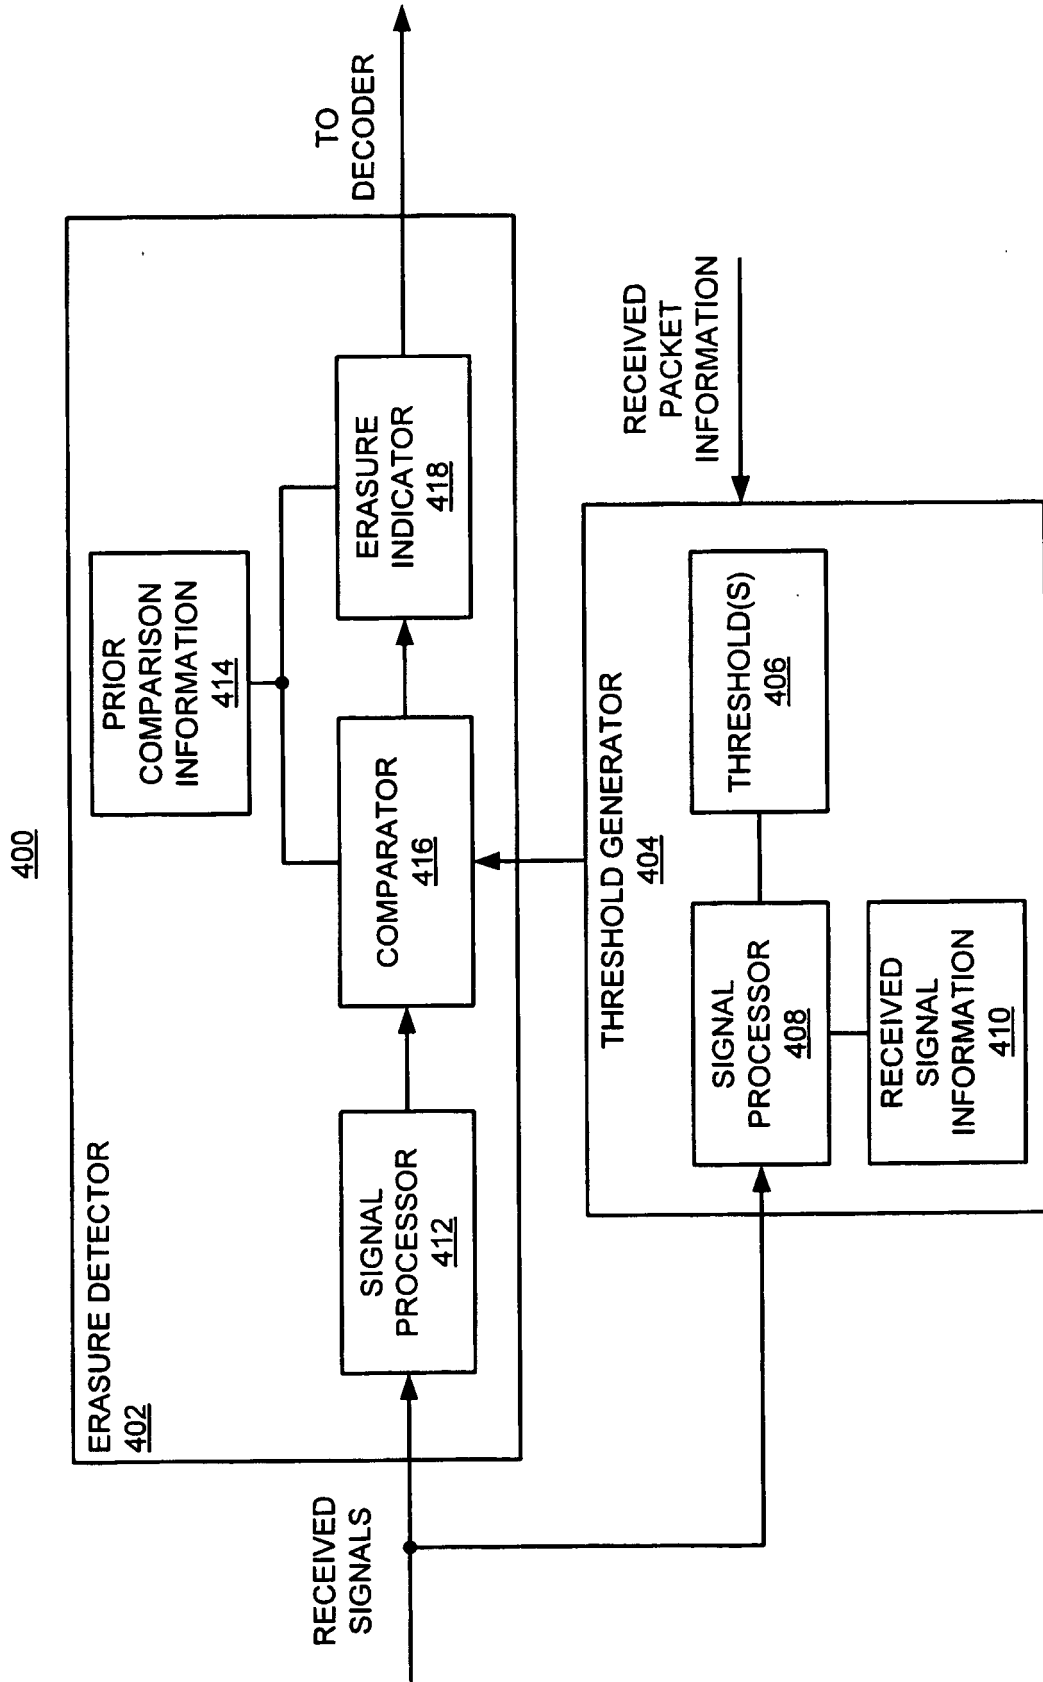 400
ERASURE DETECTOR
402
PRIOR
COMPARISON
INFORMATION
414
RECEIVED
SIGNALS
SIGNAL
PROCESSOR
412
COMPARATOR
416
ERASURE
INDICATOR
418
TO
DECODER
THRESHOLD GENERATOR
404
SIGNAL
PROCESSOR
408
THRESHOLD(S)
406
RECEIVED
SIGNAL
INFORMATION
410
RECEIVED
PACKET
INFORMATION